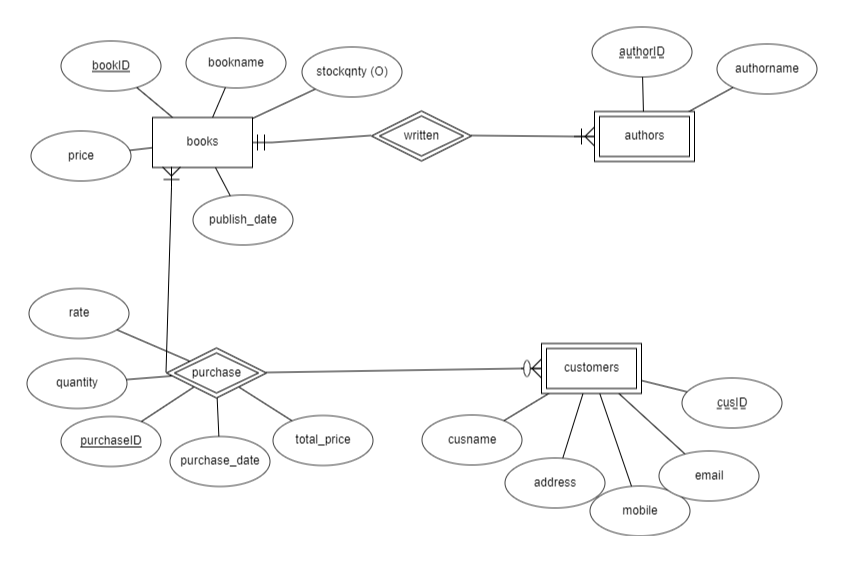 authorID
bookID
bookname
stockqnty (O)
authorname
books
written
authors
price
publish_date
rate
purchase
customers
quantity
cusID
purchaseID
total_price
cusname
purchase_date
email
address
mobile